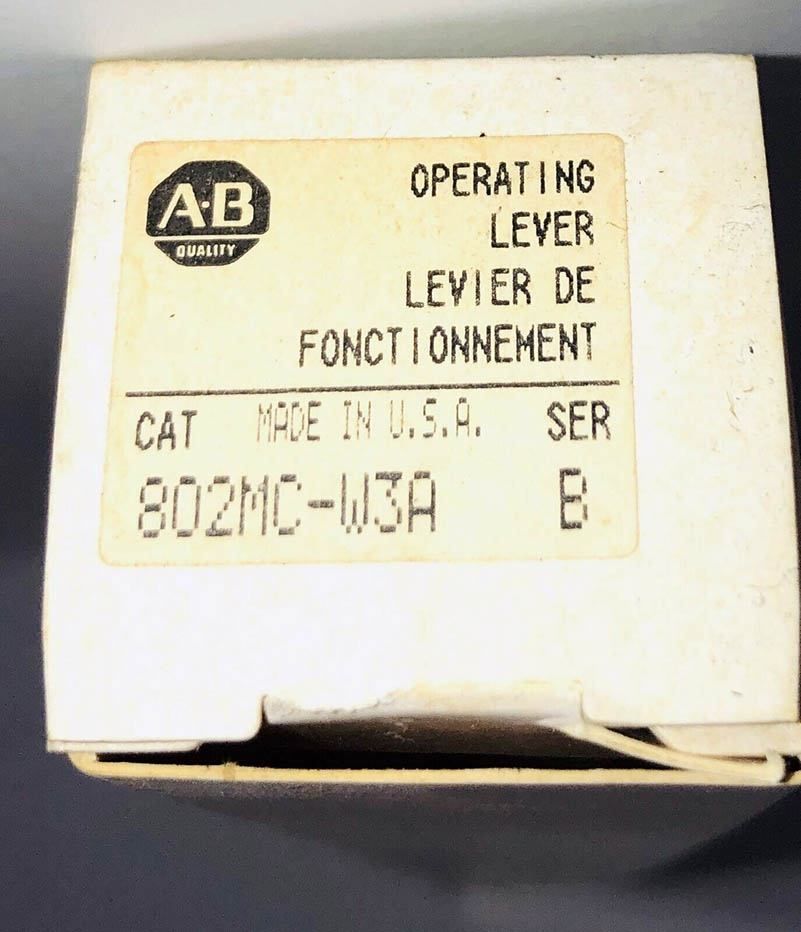 A·B
QUALITY
OPERATING
LEVER
LEVIER DE
FONCTIONNEMENT
CAT MADE IN U.S.A. SER
802MC-W3A B